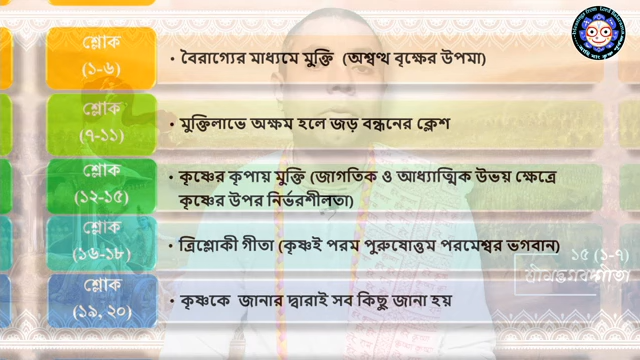 শ্লোক
(১-৬)
• বৈরাগ্যের মাধ্যমে মুক্তি (অশ্বত্থ বৃক্ষের উপমা)
শ্লোক
(৭-১১)
• মুক্তিলাভে অক্ষম হলে জড় বন্ধনের ক্লেশ
শ্লোক
(১২-১৫)
• কৃষ্ণের কৃপায় মুক্তি (জাগতিক ও আধ্যাত্মিক উভয় ক্ষেত্রে
কৃষ্ণের উপর নির্ভরশীলতা)
শ্লোক
(১৬-১৮)
• ত্রিশ্লোকী গীতা (কৃষ্ণই পরম পুরুষোত্তম পরমেশ্বর ভগবান)
শ্লোক
(১৯, ২০)
• কৃষ্ণকে জানার দ্বারাই সব কিছু জানা হয়
১৫ (১-৭)
শ্রীমদ্ভগবদ্গীতা